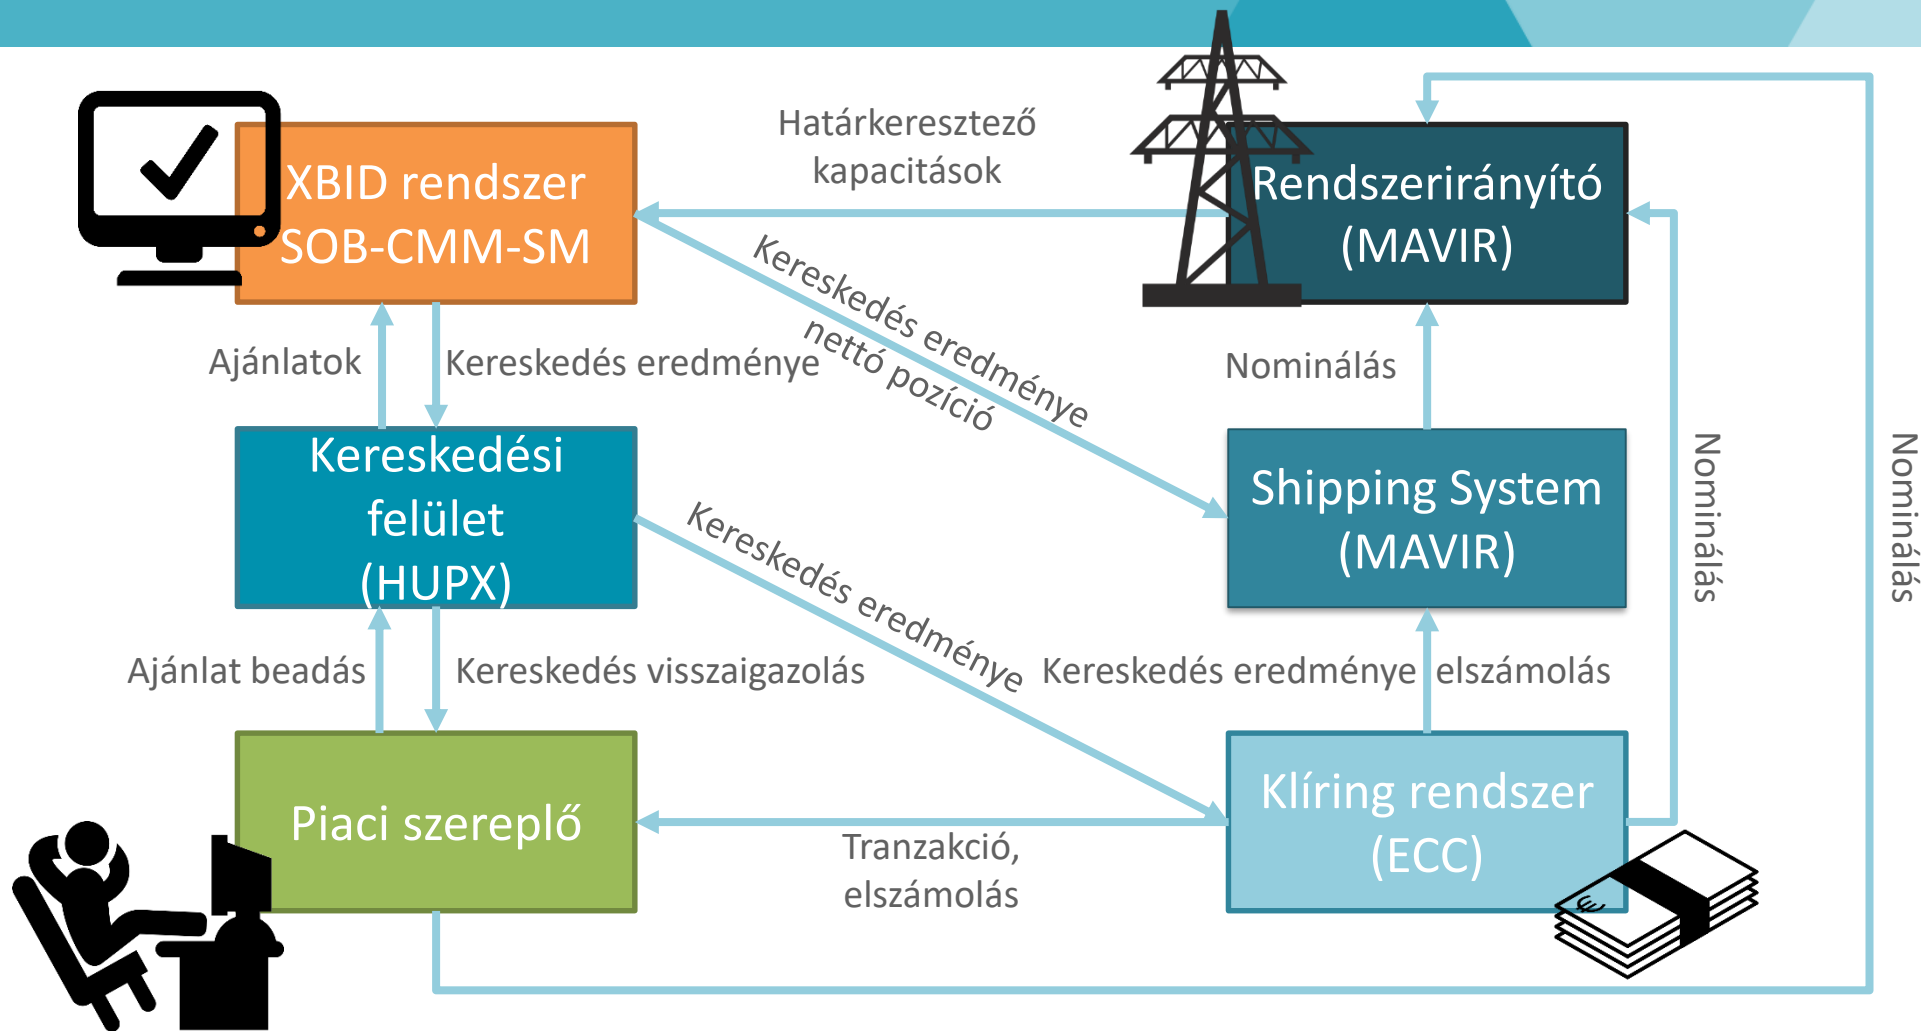 Határkeresztező
kapacitások
XBID rendszer
SOB-CMM-SM
Rendszerirányító
(MAVIR)
Kereskedés eredménye
nettó pozíció
Ajánlatok
Kereskedés eredménye
Nominálás
Kereskedési
felület
(HUPX)
Shipping System
(MAVIR)
Nominálás
Nominálás
Kereskedés eredménye
Ajánlat beadás
Kereskedés visszaigazolás
Kereskedés eredménye elszámolás
Piaci szereplő
Klíring rendszer
(ECC)
Tranzakció,
elszámolás
€